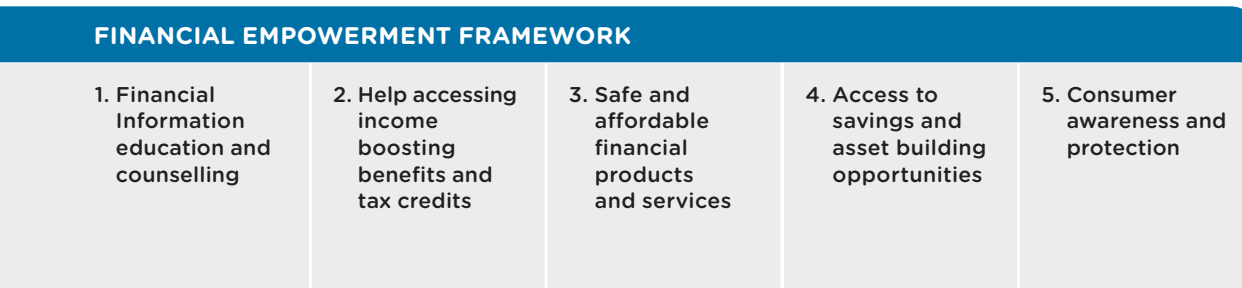 FINANCIAL EMPOWERMENT FRAMEWORK
1. Financial
Information
education and
counselling
2. Help accessing
income
boosting
benefits and
tax credits
3. Safe and
affordable
financial
products
and services
4. Access to
savings and
asset building
opportunities
5. Consumer
awareness and
protection